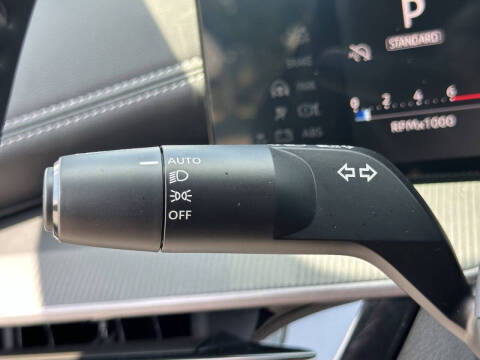 P
STANDARD
0 2 4 6
RPMx1000
ABS
AUTO
OFF